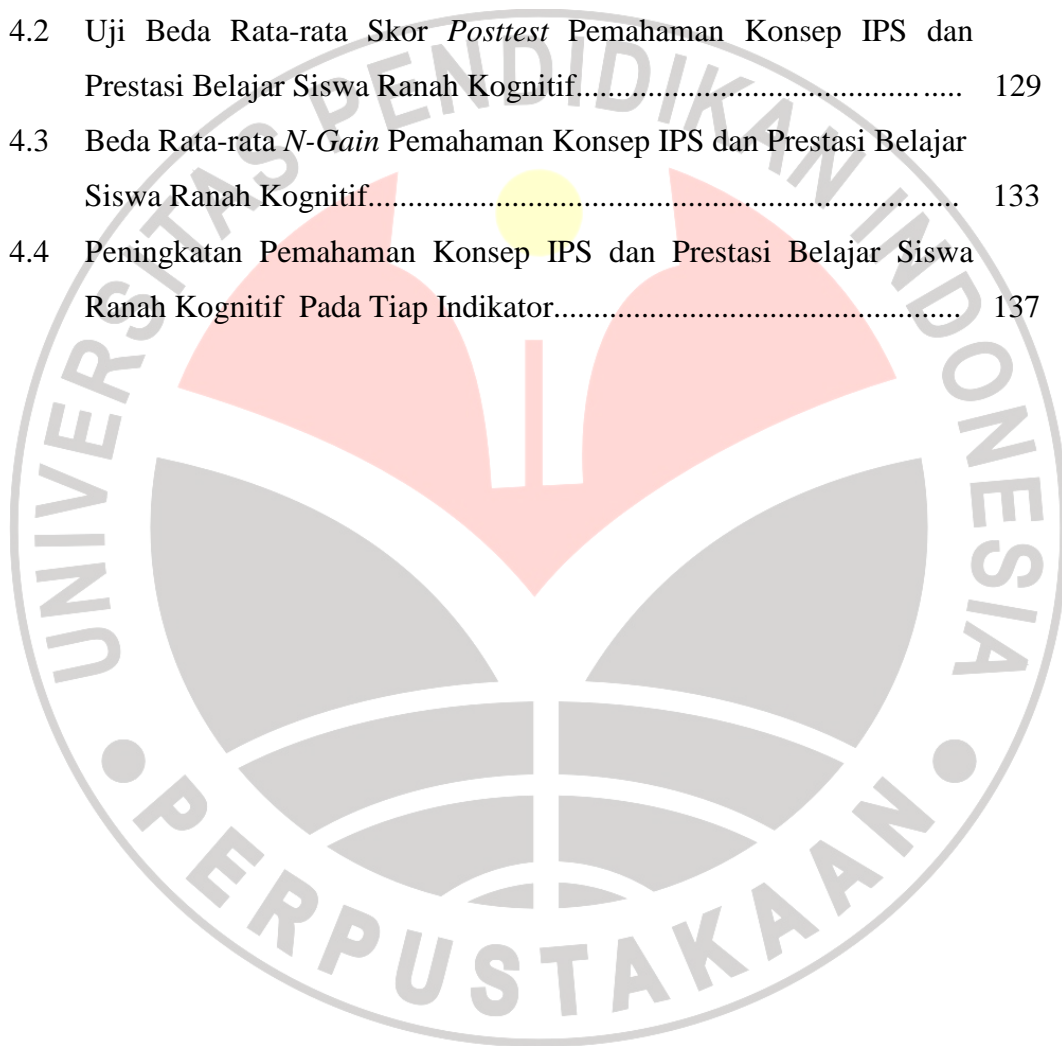 4.2 Uji Beda Rata-rata Skor Posttest Pemahaman Konsep IPS dan
Prestasi Belajar Siswa Ranah Kognitif.......................................... 129
4.3 Beda Rata-rata N-Gain Pemahaman Konsep IPS dan Prestasi Belajar
Siswa Ranah Kognitif.......................................................................... 133
4.4 Peningkatan Pemahaman Konsep IPS dan Prestasi Belajar Siswa
Ranah Kognitif Pada Tiap Indikator.................................................. 137
UNIVERSITAS PENDIDIKAN INDONESIA
PERPUSTAKAAN